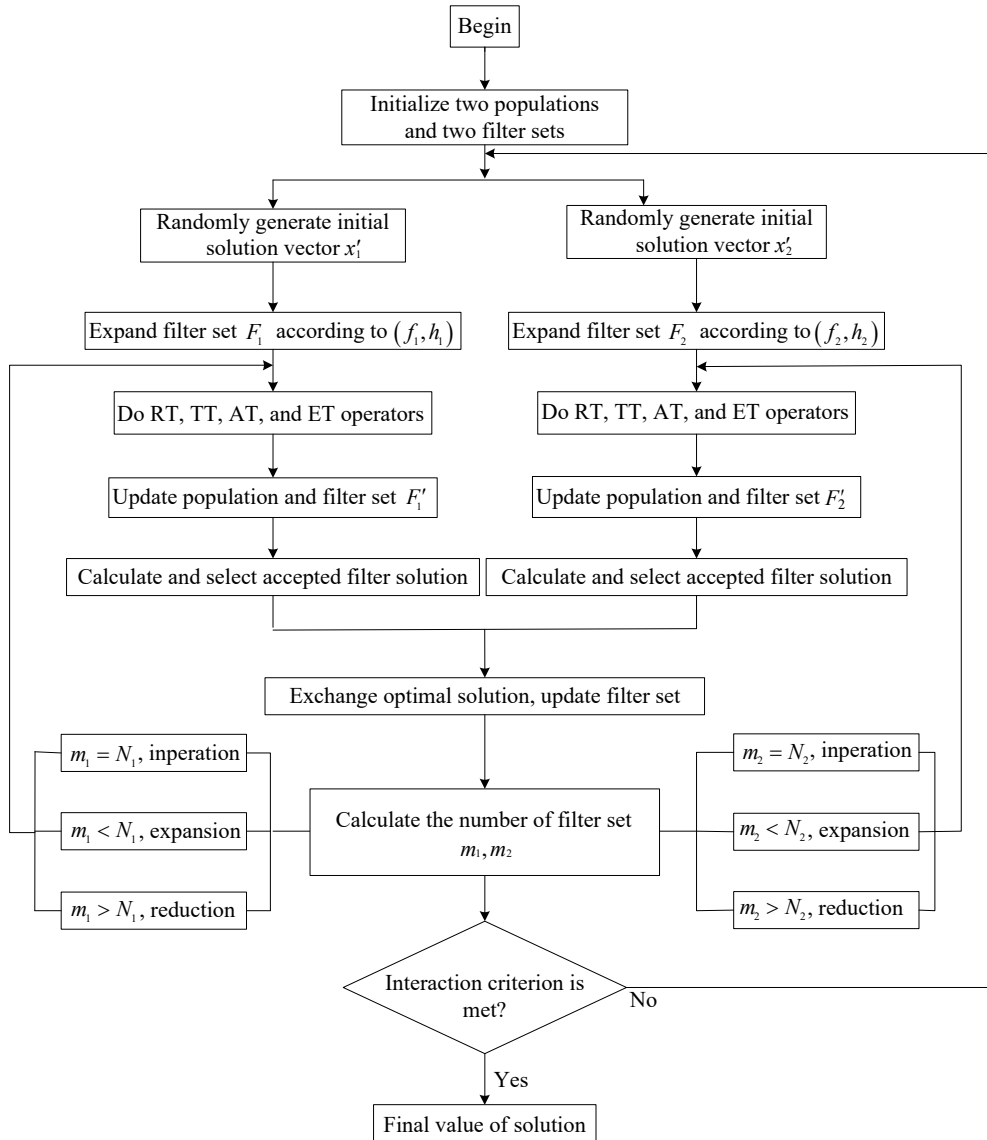 Begin
Initialize two populations
and two filter sets
Randomly generate initial
solution vector x′₁
Randomly generate initial
solution vector x′₂
Expand filter set F₁ according to (f₁, h₁)
Expand filter set F₂ according to (f₂, h₂)
Do RT, TT, AT, and ET operators
Do RT, TT, AT, and ET operators
Update population and filter set F₁′
Update population and filter set F₂′
Calculate and select accepted filter solution
Calculate and select accepted filter solution
Exchange optimal solution, update filter set
m₁ = N₁, inperation
m₁ < N₁, expansion
m₁ > N₁, reduction
Calculate the number of filter set
m₁, m₂
m₂ = N₂, inperation
m₂ < N₂, expansion
m₂ > N₂, reduction
Interaction criterion is
met?
No
Yes
Final value of solution